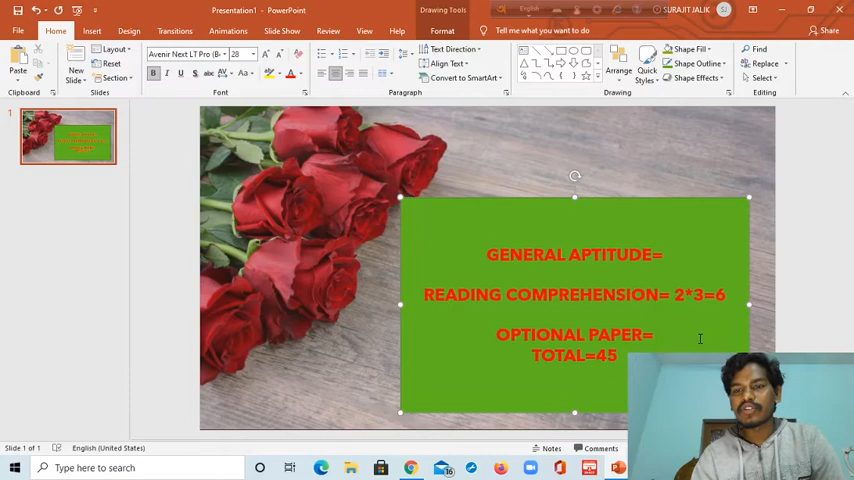 Presentation1 - PowerPoint
Drawing Tools
English
SURAJIT JALIK
SJ
File
Home
Insert
Design
Transitions
Animations
Slide Show
Review
View
Help
Format
Tell me what you want to do
Share
Paste
New
Slide
Layout
Reset
Section
Avenir Next LT Pro (B
28
Text Direction
Align Text
Convert to SmartArt
Arrange
Quick
Styles
Shape Fill
Shape Outline
Shape Effects
Find
Replace
Select
Clipboard
Slides
Font
Paragraph
Drawing
Editing
1
GENERAL APTITUDE=
READING COMPREHENSION= 2*3=6
OPTIONAL PAPER=
TOTAL=45
Slide 1 of 1
English (United States)
Notes
Comments
Type here to search
16